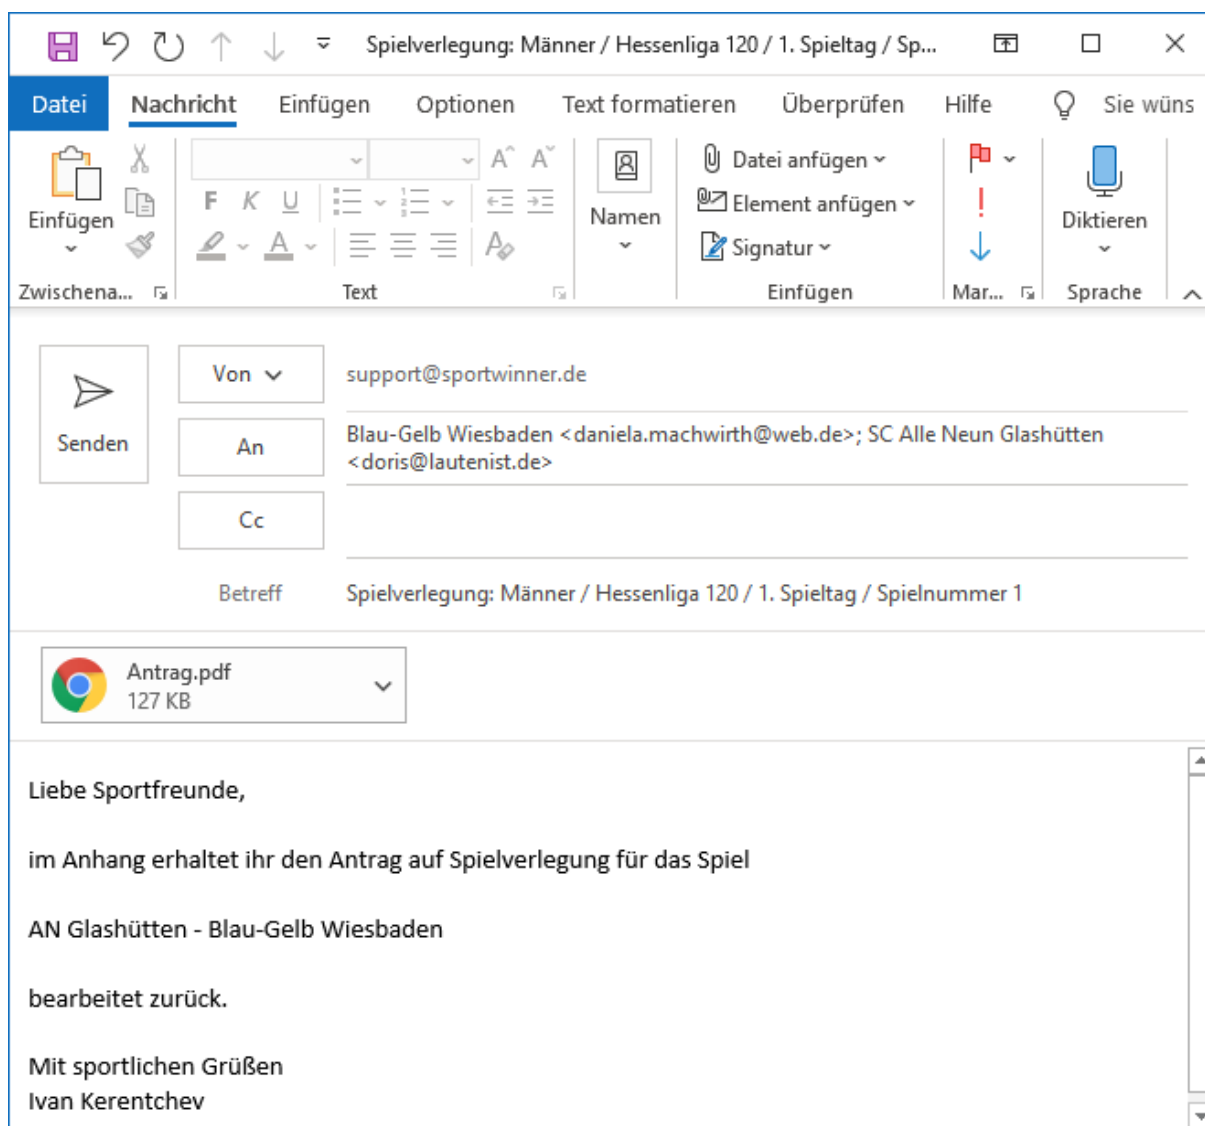 Spielverlegung: Männer / Hessenliga 120 / 1. Spieltag / Sp...
Datei Nachricht Einfügen Optionen Text formatieren Überprüfen Hilfe Sie wüns
Einfügen
F K U
A A
A A
Namen
Datei anfügen
Element anfügen
Signatur
Diktieren
Zwischena... Text Einfügen Mar... Sprache
Senden
Von support@sportwinner.de
An Blau-Gelb Wiesbaden <daniela.machwirth@web.de>; SC Alle Neun Glashütten
<doris@lautenist.de>
Cc
Betreff Spielverlegung: Männer / Hessenliga 120 / 1. Spieltag / Spielnummer 1
Antrag.pdf
127 KB
Liebe Sportfreunde,
im Anhang erhaltet ihr den Antrag auf Spielverlegung für das Spiel
AN Glashütten - Blau-Gelb Wiesbaden
bearbeitet zurück.
Mit sportlichen Grüßen
Ivan Kerentchev